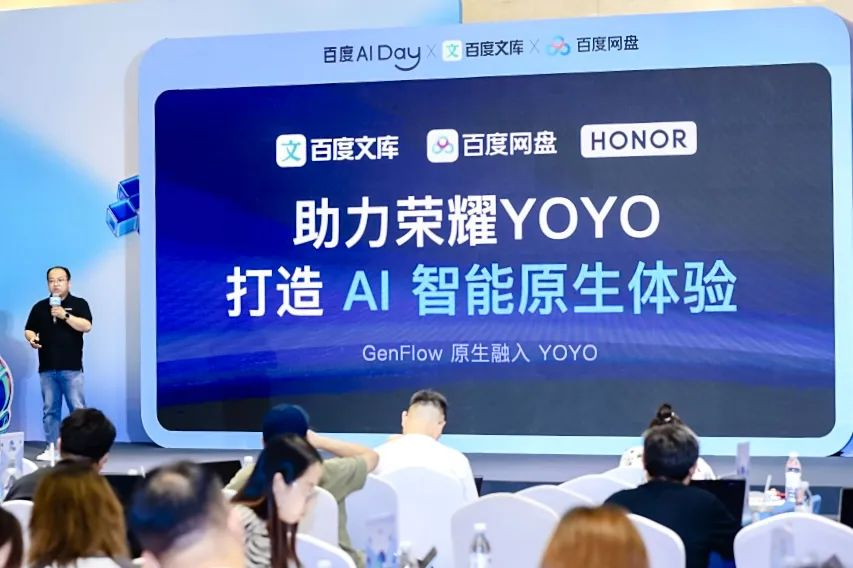 百度AI Day × 文 百度文库 × 百度网盘
文 百度文库 百度网盘 HONOR
助力荣耀YOYO
打造 AI 智能原生体验
GenFlow 原生融入 YOYO